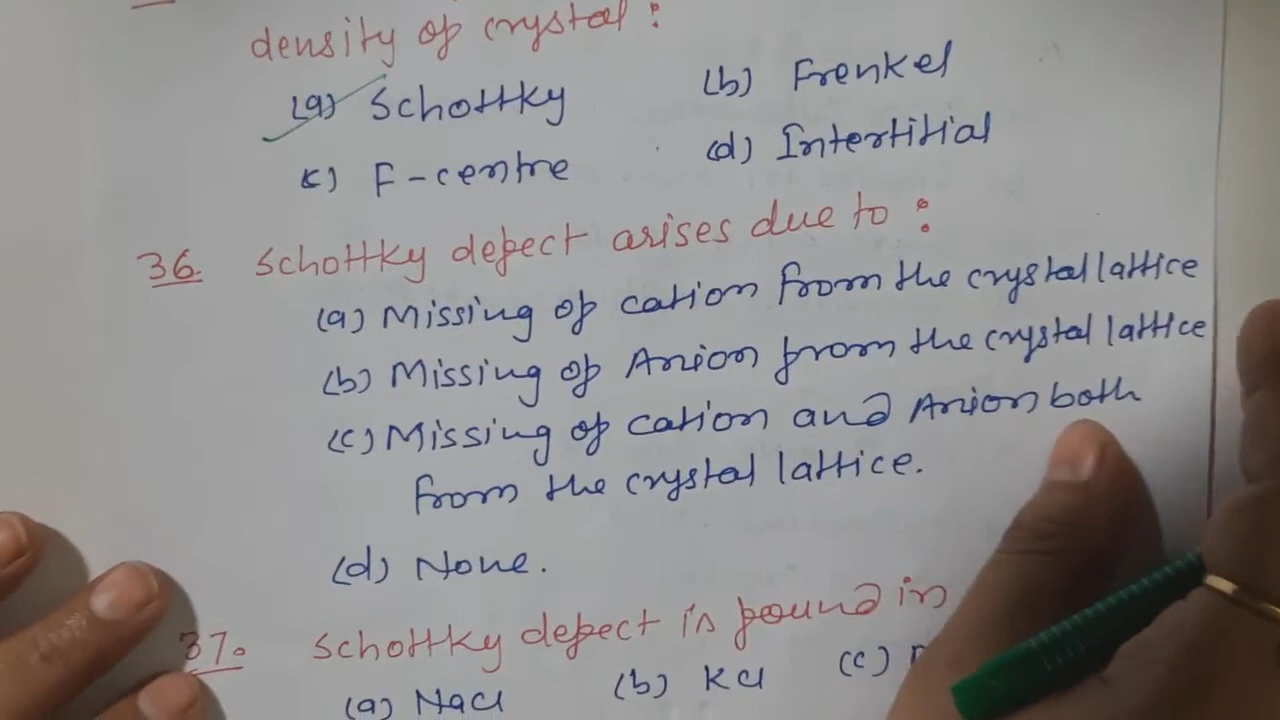 density of crystal :
(a) Schottky (b) Frenkel
(c) F-centre (d) Intertitial
36. Schottky defect arises due to :
(a) Missing of cation from the crystal lattice
(b) Missing of Anion from the crystal lattice
(c) Missing of cation and Anion both
from the crystal lattice.
(d) None.
37. Schottky defect is found in
(a) NaCl (b) KCl (c)